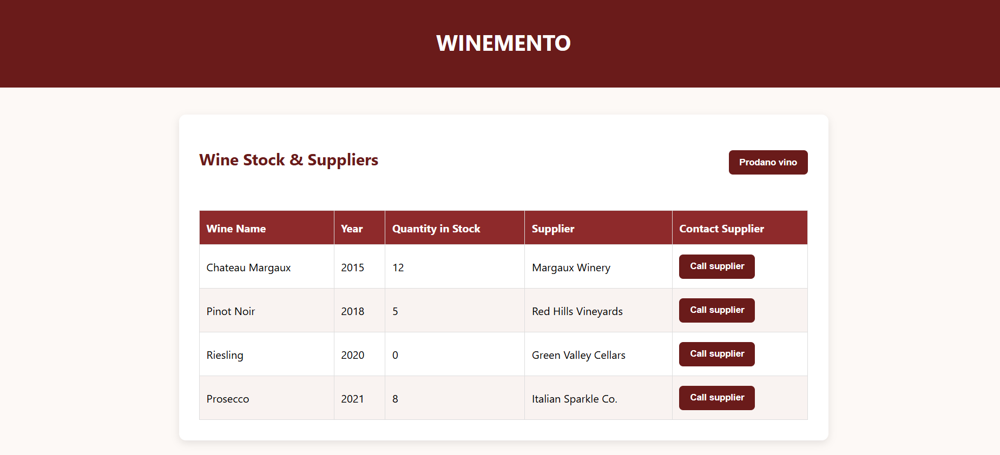 WINEMENTO
Wine Stock & Suppliers
Prodano vino
Wine Name Year Quantity in Stock Supplier Contact Supplier
Chateau Margaux 2015 12 Margaux Winery Call supplier
Pinot Noir 2018 5 Red Hills Vineyards Call supplier
Riesling 2020 0 Green Valley Cellars Call supplier
Prosecco 2021 8 Italian Sparkle Co. Call supplier